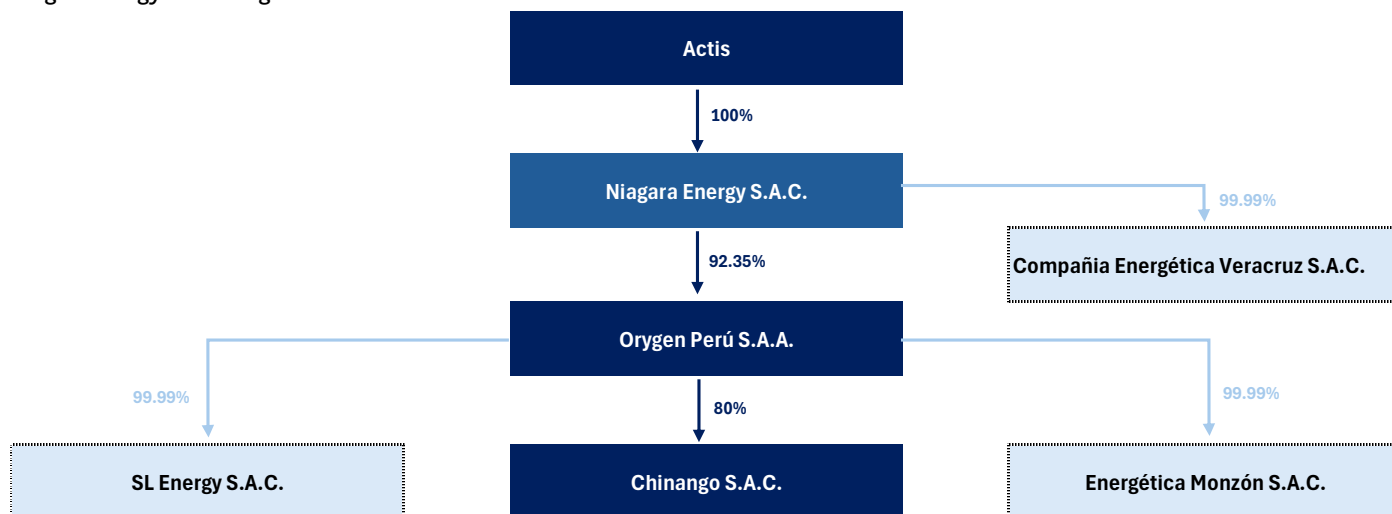 Actis
100%
Niagara Energy S.A.C.
99.99%
92.35%
Compañia Energética Veracruz S.A.C.
Orygen Perú S.A.A.
99.99%
80%
99.99%
SL Energy S.A.C.
Chinango S.A.C.
Energética Monzón S.A.C.